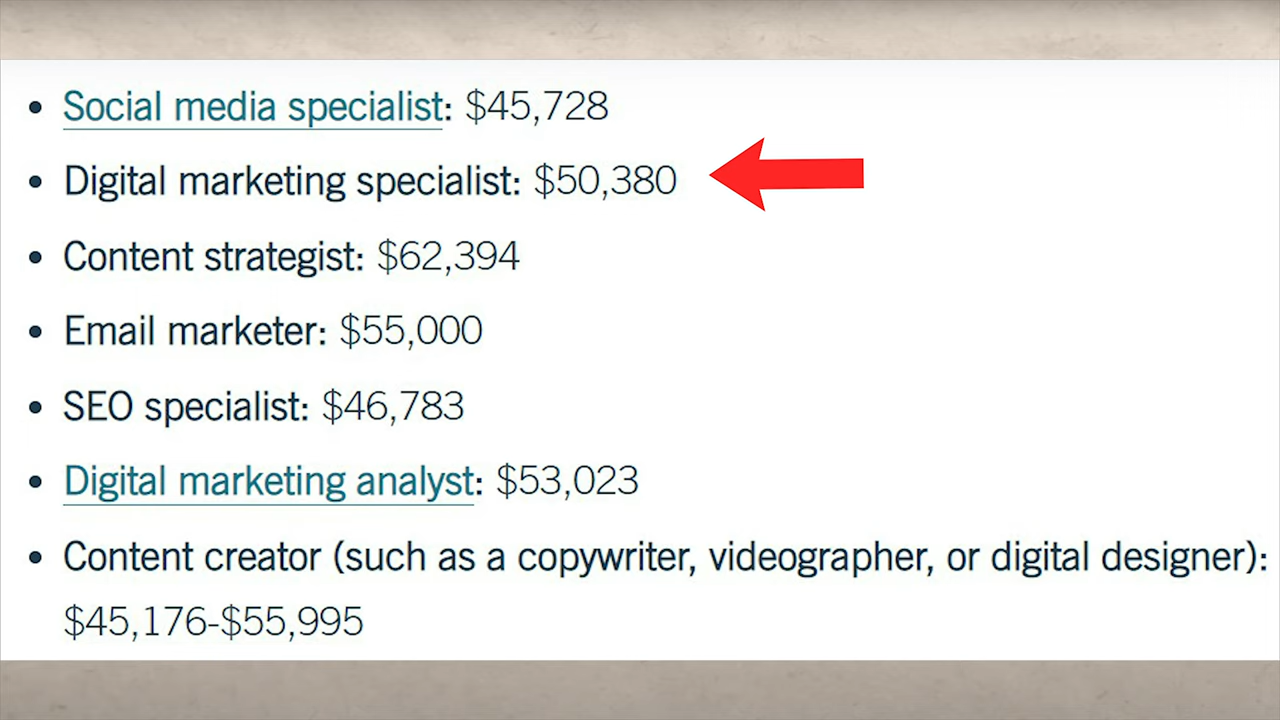 • Social media specialist: $45,728
• Digital marketing specialist: $50,380
• Content strategist: $62,394
• Email marketer: $55,000
• SEO specialist: $46,783
• Digital marketing analyst: $53,023
• Content creator (such as a copywriter, videographer, or digital designer):
$45,176-$55,995